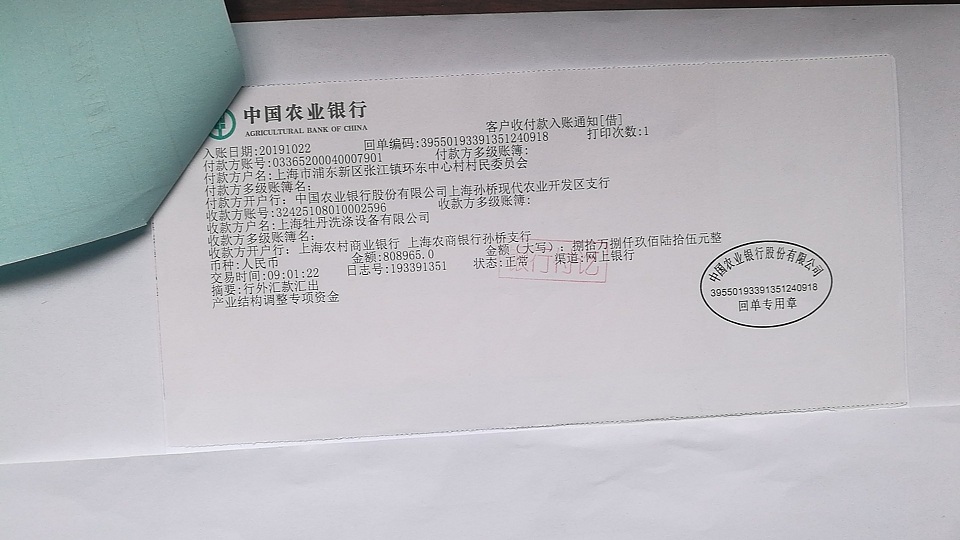 中国农业银行
AGRICULTURAL BANK OF CHINA
客户收付款入账通知[借]
入账日期:20191022 回单编码:39550193391351240918 打印次数:1
付款方账号:03365200040007901 付款方多级账簿:
付款方户名:上海市浦东新区张江镇环东中心村村民委员会
付款方多级账簿名:
付款方开户行: 中国农业银行股份有限公司上海孙桥现代农业开发区支行
收款方账号:32425108010002596 收款方多级账簿:
收款方户名:上海牡丹洗涤设备有限公司
收款方多级账簿名:
收款方开户行: 上海农村商业银行 上海农商银行孙桥支行
币种:人民币 金额:808965.0 金额（大写）: 捌拾万捌仟玖佰陆拾伍元整
交易时间:09:01:22 日志号:193391351 状态:正常 渠道:网上银行
摘要:行外汇款汇出
产业结构调整专项资金
银行付讫
中国农业银行股份有限公司
39550193391351240918
回单专用章